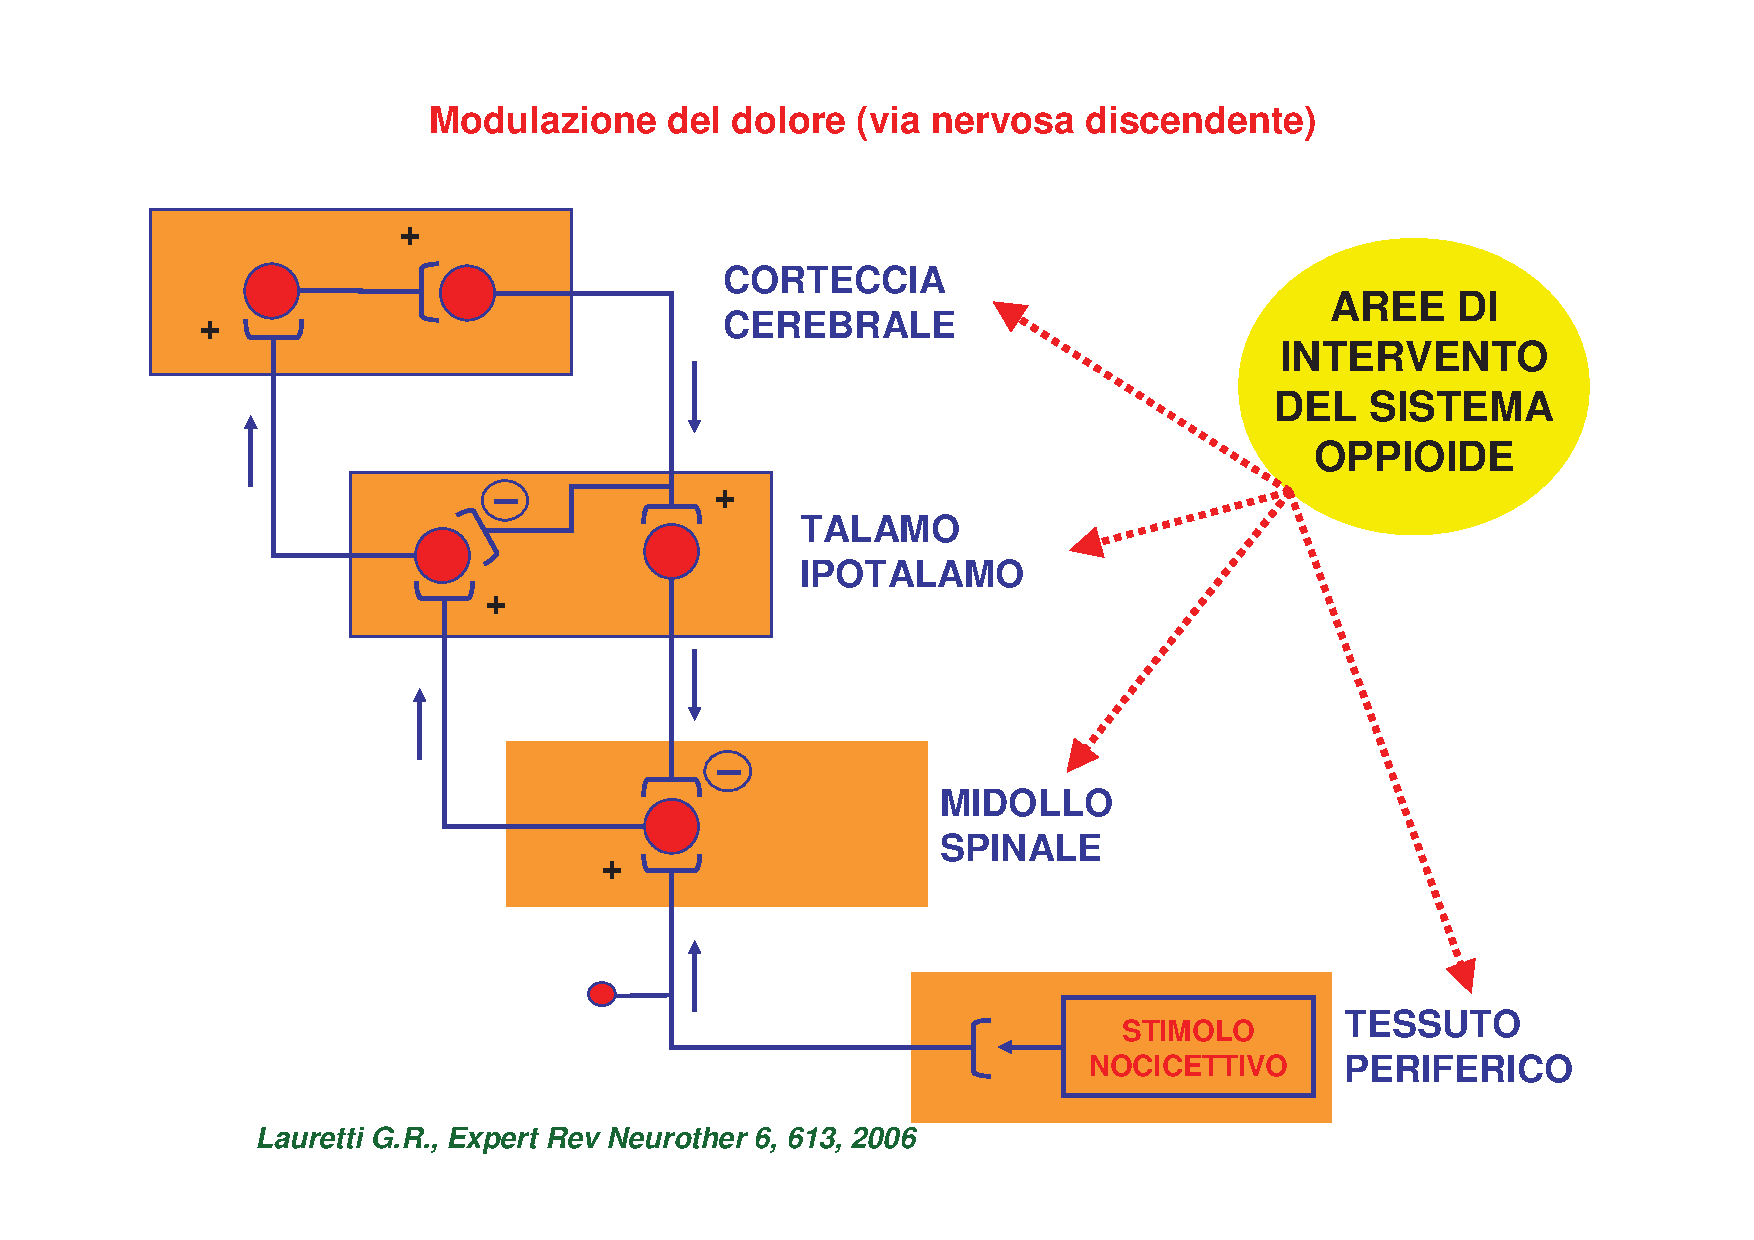 Modulazione del dolore (via nervosa discendente)
+
+
CORTECCIA
CEREBRALE
AREE DI
INTERVENTO
DEL SISTEMA
OPPIOIDE
−
+
+
TALAMO
IPOTALAMO
−
+
MIDOLLO
SPINALE
STIMOLO
NOCICETTIVO
TESSUTO
PERIFERICO
Lauretti G.R., Expert Rev Neurother 6, 613, 2006